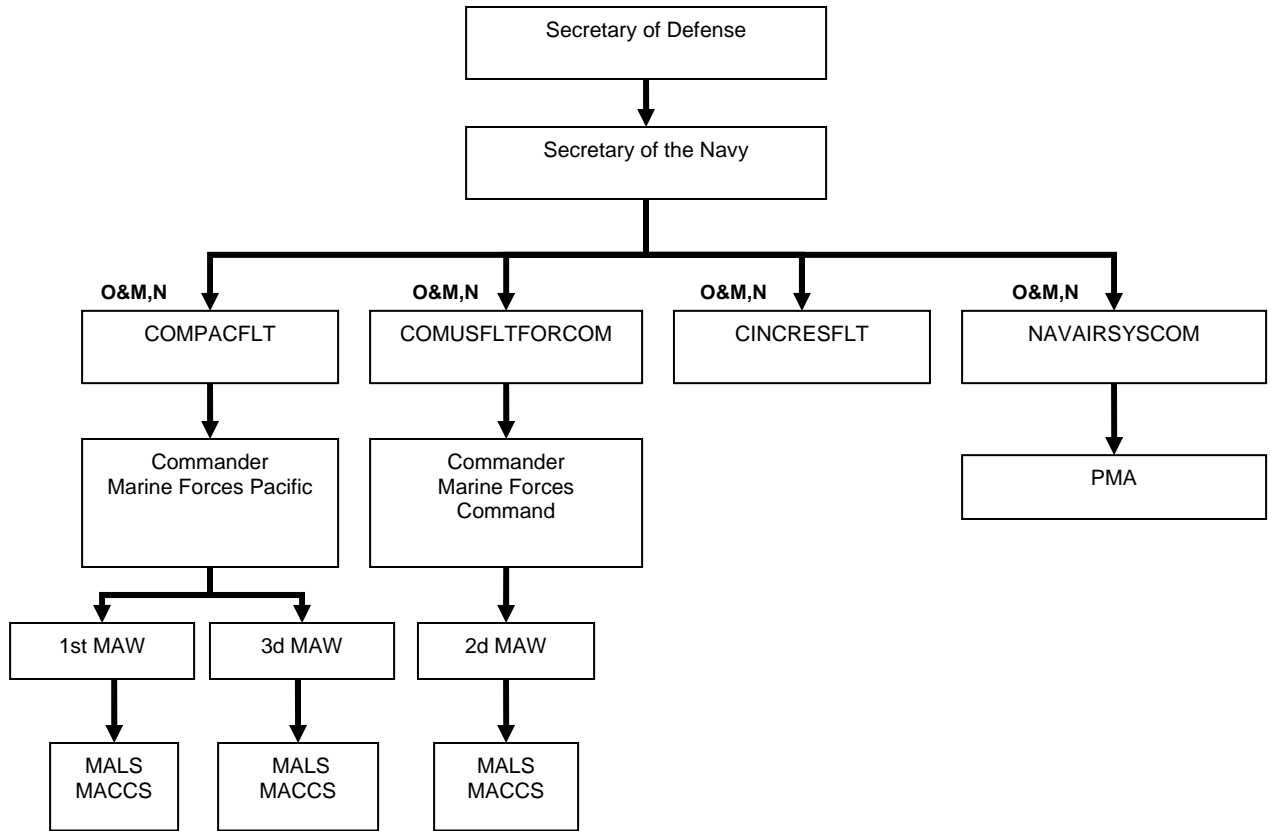 Secretary of Defense
Secretary of the Navy
O&M,N
O&M,N
O&M,N
O&M,N
COMPACFLT
COMUSFLTFORCOM
CINCRESFLT
NAVAIRSYSCOM
Commander
Marine Forces Pacific
Commander
Marine Forces
Command
PMA
1st MAW
3d MAW
2d MAW
MALS
MACCS
MALS
MACCS
MALS
MACCS